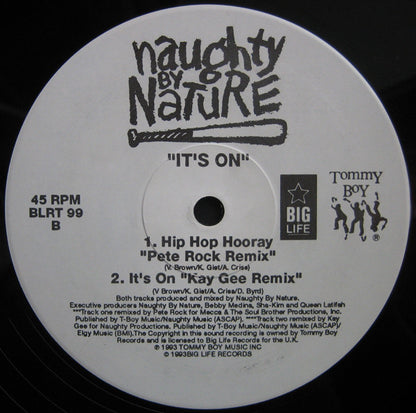 naughty
BY
NATURE
"IT'S ON"
45 RPM
BLRT 99
B
BIG
LIFE
Tommy
Boy
®
1. Hip Hop Hooray
"Pete Rock Remix"
(V.Brown/K. Gist/A. Criss)
2. It's On "Kay Gee Remix"
(V Brown/K. Gist/A. Criss/D. Byrd)
Both tracks produced and mixed by Naughty By Nature.
Executive producers Naughty By Nature, Bebby Medina, Sha-Kim and Queen Latifah
***Track one remixed by Pete Rock for Mecca & The Soul Brother Productions, Inc.
Published by T-Boy Music/Naughty Music (ASCAP). ****Track two remixed by Key
Gee for Naughty Productions. Published by T-Boy Music/Naughty Music (ASCAP)/
Elgy Music (BMI).The Copyright in this sound recording is owned by Tommy Boy
Records and is licensed to Big Life Records for the U.K.
℗ 1993 TOMMY BOY MUSIC INC
© 1993BIG LIFE RECORDS